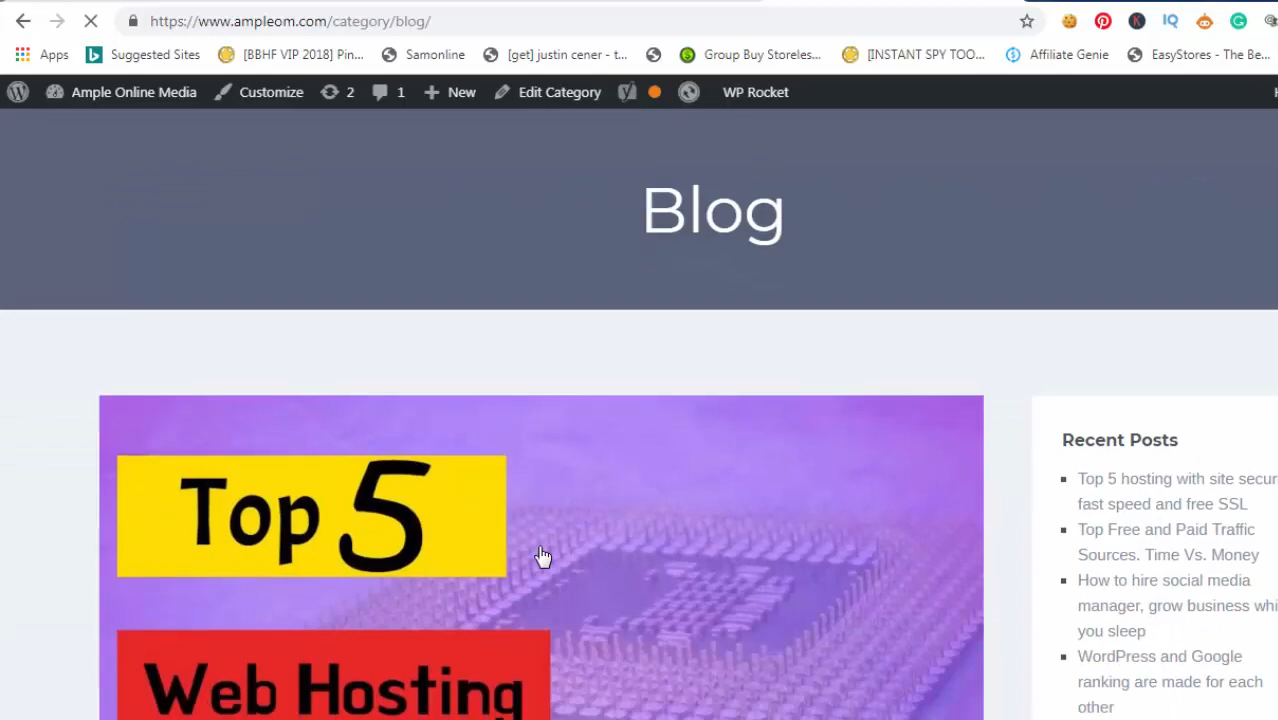 https://www.ampleom.com/category/blog/
Apps Suggested Sites [BBHF VIP 2018] Pin... Samonline [get] justin cener - t... Group Buy Storeles... [INSTANT SPY TOO... Affiliate Genie EasyStores - The Be...
Ample Online Media Customize 2 1 New Edit Category WP Rocket
Blog
Top 5
Web Hosting
Recent Posts
Top 5 hosting with site secur
fast speed and free SSL
Top Free and Paid Traffic
Sources. Time Vs. Money
How to hire social media
manager, grow business whi
you sleep
WordPress and Google
ranking are made for each
other